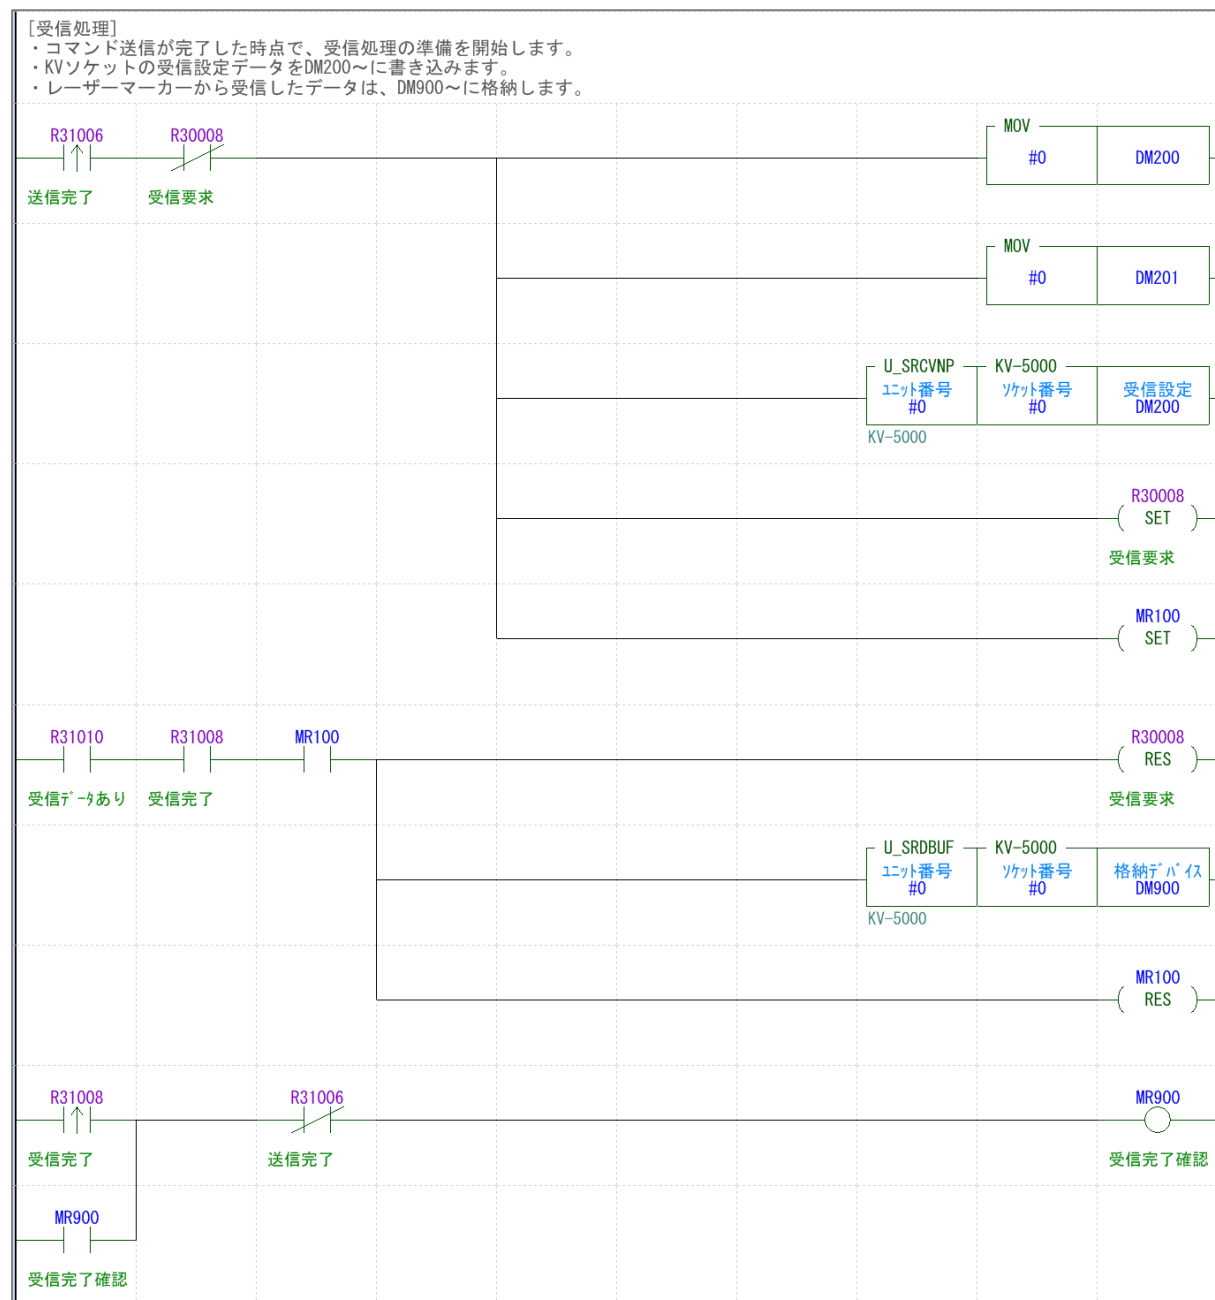 [受信処理]
・コマンド送信が完了した時点で、受信処理の準備を開始します。
・KVソケットの受信設定データをDM200～に書き込みます。
・レーザーマーカーから受信したデータは、DM900～に格納します。
R31006 R30008 MOV
#0 DM200
送信完了 受信要求
MOV
#0 DM201
U_SRCVNP KV-5000
ﾕﾆｯﾄ番号 ｿｹｯﾄ番号 受信設定
#0 #0 DM200
KV-5000
R30008
SET
受信要求
MR100
SET
R31010 R31008 MR100 R30008
RES
受信ﾃﾞｰﾀあり 受信完了 受信要求
U_SRDBUF KV-5000
ﾕﾆｯﾄ番号 ｿｹｯﾄ番号 格納ﾃﾞﾊﾞｲｽ
#0 #0 DM900
KV-5000
MR100
RES
R31008 R31006 MR900
受信完了 送信完了 受信完了確認
MR900
受信完了確認